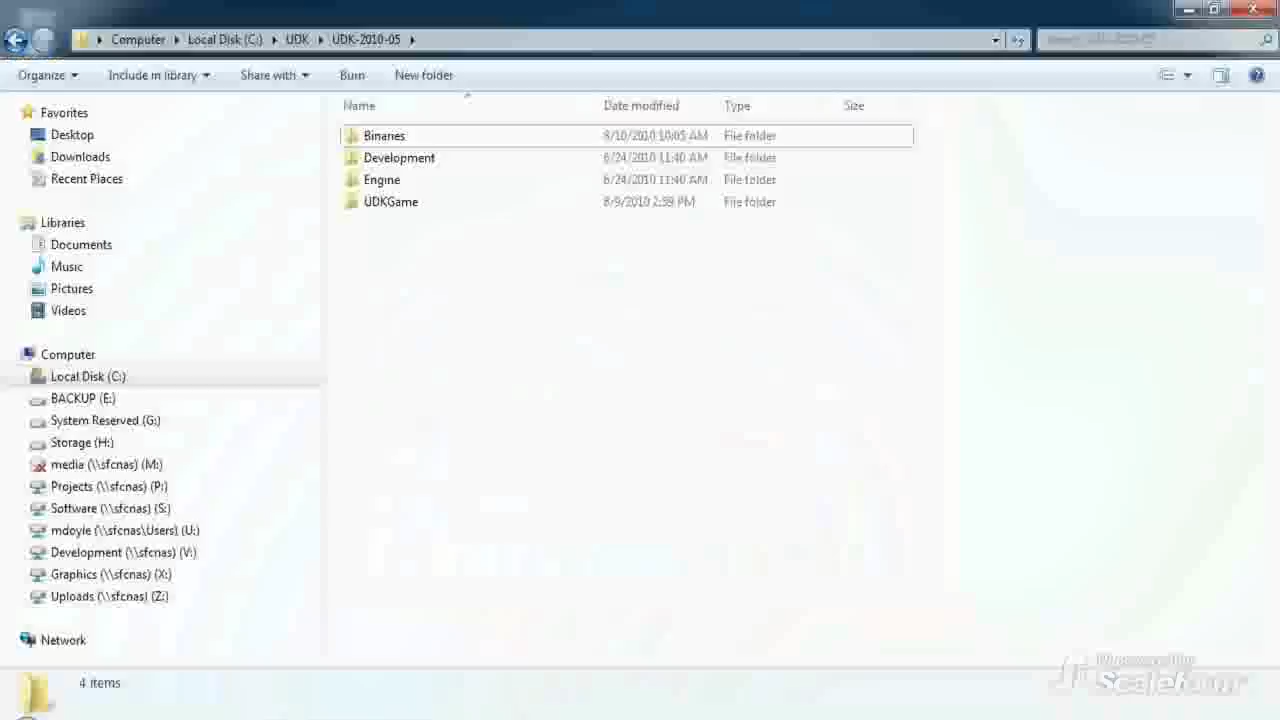 Computer Local Disk (C:) UDK UDK-2010-05
Organize Include in library Share with Burn New folder
Name Date modified Type Size
Favorites
Desktop
Downloads
Recent Places
Libraries
Documents
Music
Pictures
Videos
Computer
Local Disk (C:)
BACKUP (E:)
System Reserved (G:)
Storage (H:)
media (\\sfcnas) (M:)
Projects (\\sfcnas) (P:)
Software (\\sfcnas) (S:)
mdoyle (\\sfcnas\Users) (U:)
Development (\\sfcnas) (V:)
Graphics (\\sfcnas) (X:)
Uploads (\\sfcnas) (Z:)
Network
Binaries 8/10/2010 10:05 AM File folder
Development 6/24/2010 11:40 AM File folder
Engine 6/24/2010 11:40 AM File folder
UDKGame 8/9/2010 2:39 PM File folder
4 items
Scaleform